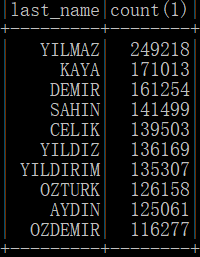 last_name|count(1)
YILMAZ| 249218
KAYA| 171013
DEMIR| 161254
SAHIN| 141499
CELIK| 139503
YILDIZ| 136169
YILDIRIM| 135307
OZTURK| 126158
AYDIN| 125061
OZDEMIR| 116277